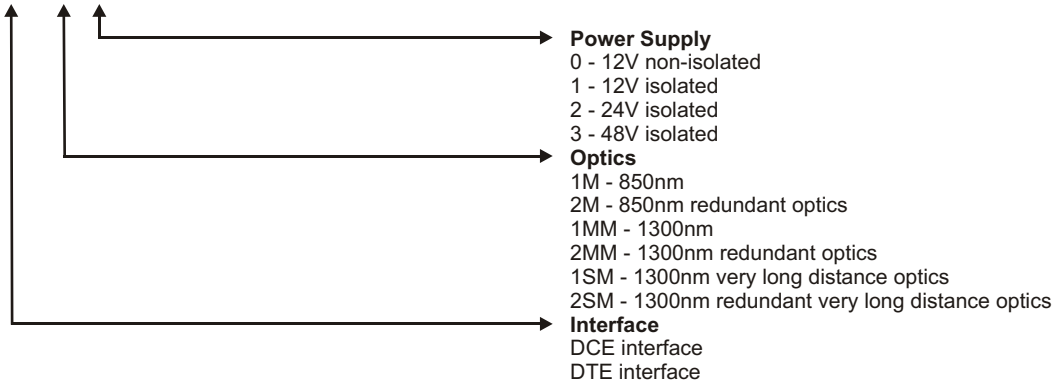 Power Supply
0 - 12V non-isolated
1 - 12V isolated
2 - 24V isolated
3 - 48V isolated
Optics
1M - 850nm
2M - 850nm redundant optics
1MM - 1300nm
2MM - 1300nm redundant optics
1SM - 1300nm very long distance optics
2SM - 1300nm redundant very long distance optics
Interface
DCE interface
DTE interface